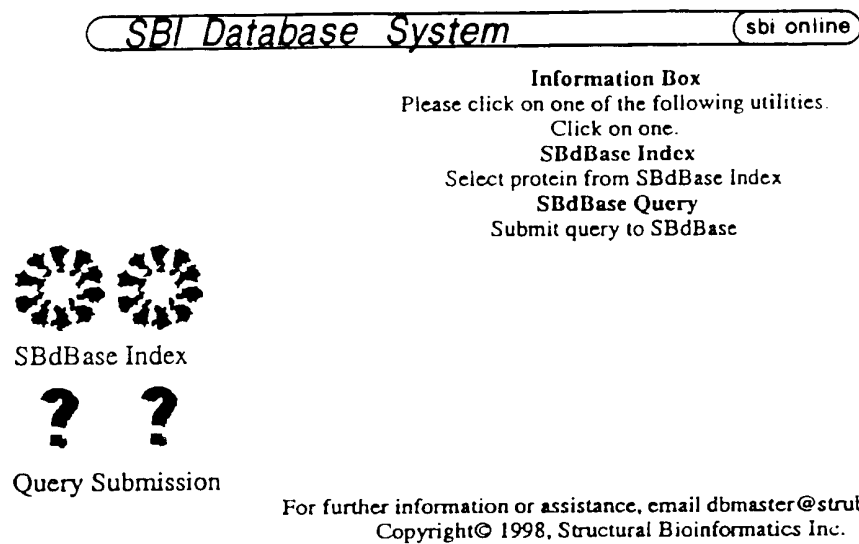 SBI Database System
sbi online
Information Box
Please click on one of the following utilities.
Click on one.
SBdBase Index
Select protein from SBdBase Index
SBdBase Query
Submit query to SBdBase
SBdBase Index
? ?
Query Submission
For further information or assistance, email
Copyright© 1998, Structural Bioinformatics Inc.